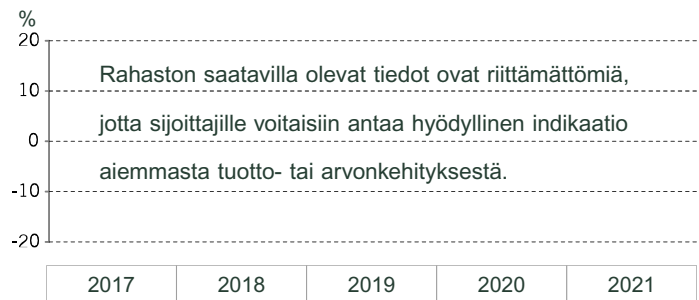 %
20
10
0
-10
-20
Rahaston saatavilla olevat tiedot ovat riittämättömiä,
jotta sijoittajille voitaisiin antaa hyödyllinen indikaatio
aiemmasta tuotto- tai arvonkehityksestä.
2017 2018 2019 2020 2021